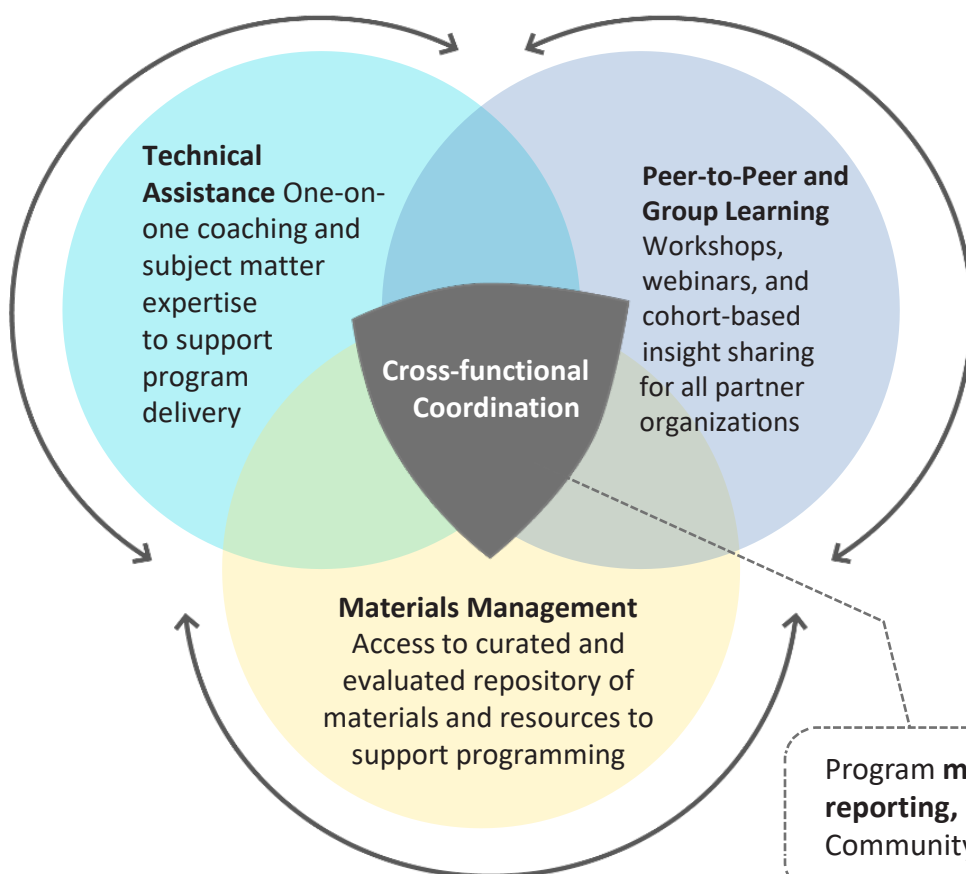 Technical
Assistance One-on-
one coaching and
subject matter
expertise
to support
program
delivery
Peer-to-Peer and
Group Learning
Workshops,
webinars, and
cohort-based
insight sharing
for all partner
organizations
Cross-functional
Coordination
Materials Management
Access to curated and
evaluated repository of
materials and resources to
support programming
Program
reporting,
Community